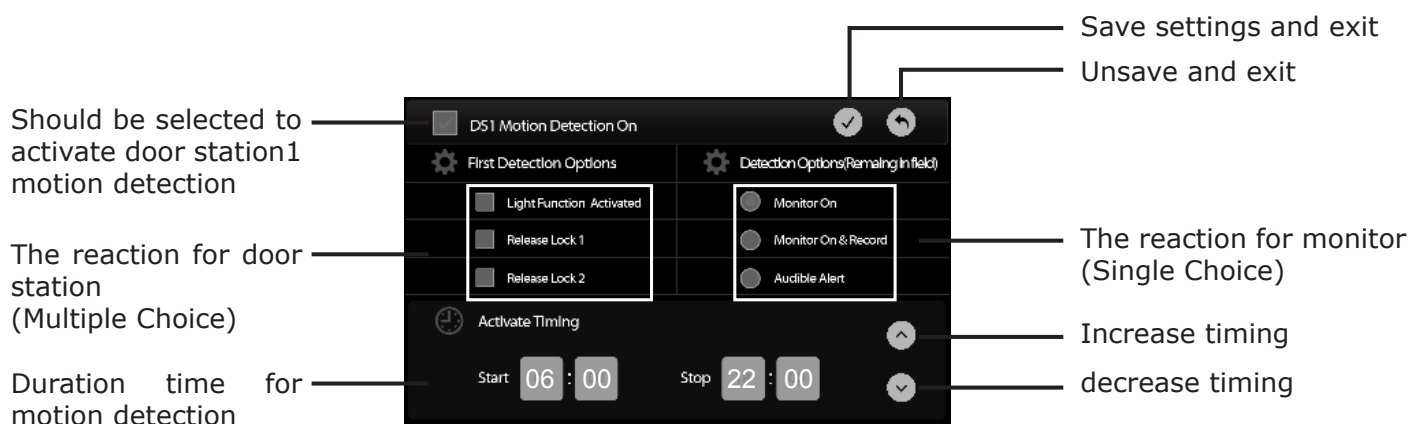 Save settings and exit
Unsave and exit
Should be selected to
activate door station1
motion detection
DS1 Motion Detection On
First Detection Options
Detection Options(Remaing in field)
Light Function Activated
Monitor On
Release Lock 1
Monitor On & Record
Release Lock 2
Audible Alert
The reaction for door
station
(Multiple Choice)
The reaction for monitor
(Single Choice)
Activate Timing
Increase timing
Start 06 : 00 Stop 22 : 00
decrease timing
Duration time for
motion detection